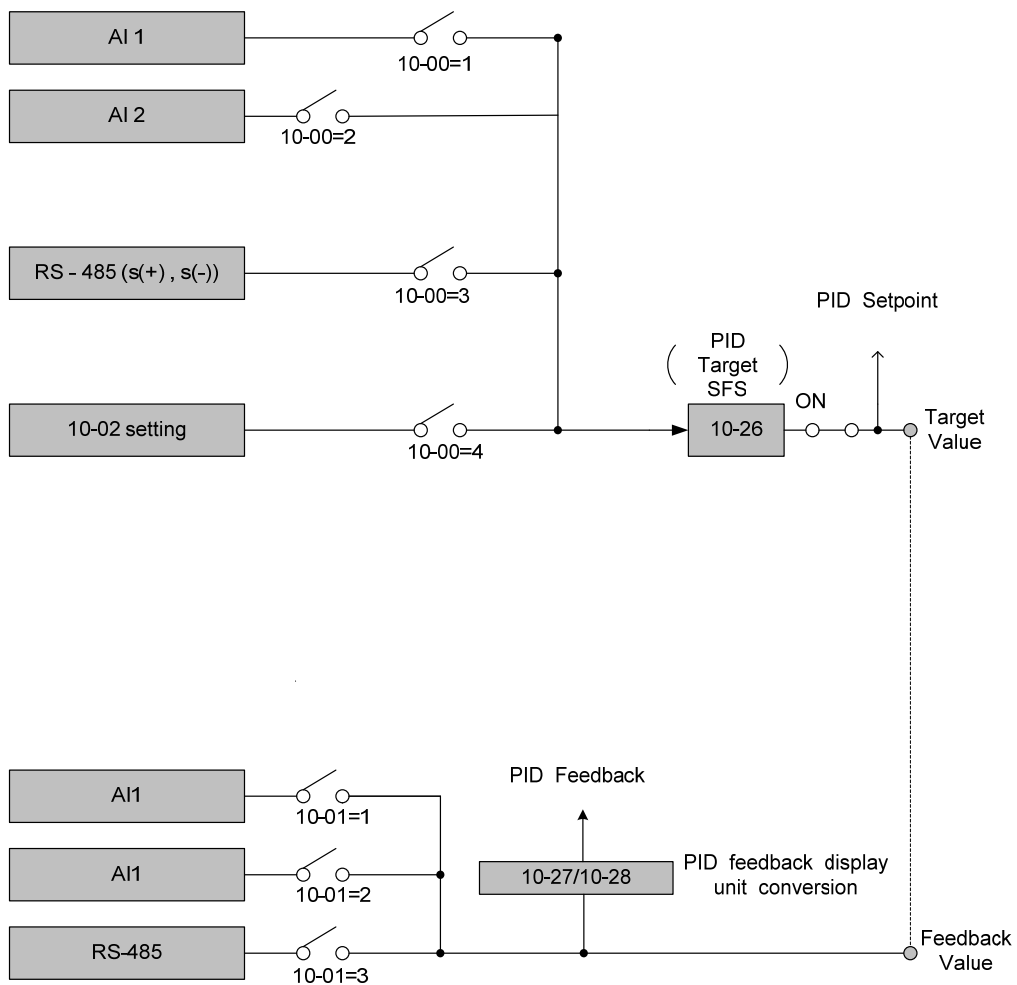 AI 1
10-00=1
AI 2
10-00=2
RS - 485 (s(+) , s(-))
10-00=3
PID Setpoint
( PID
Target
SFS )
10-02 setting
10-00=4
10-26
ON
Target
Value
AI1
10-01=1
PID Feedback
AI1
10-01=2
10-27/10-28
PID feedback display
unit conversion
RS-485
10-01=3
Feedback
Value